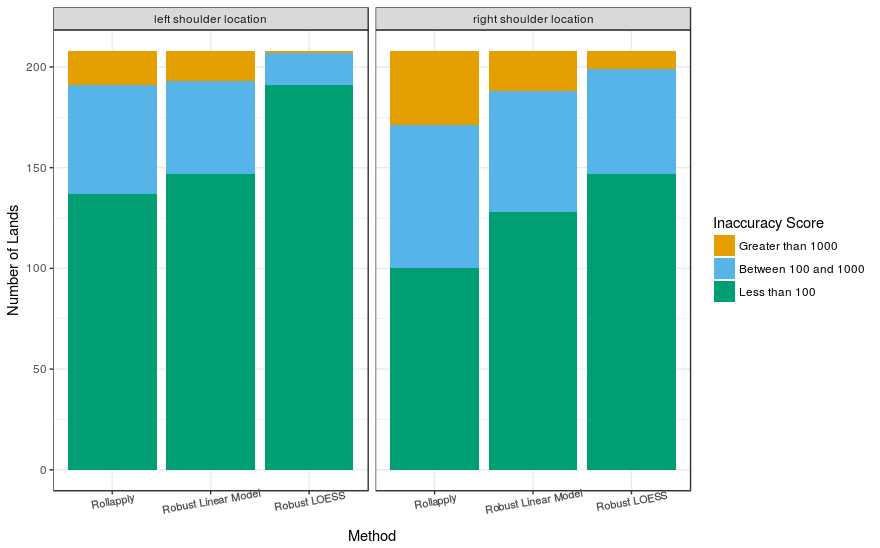 left shoulder location
right shoulder location
Number of Lands
200
150
100
50
0
Rollapply
Robust Linear Model
Robust LOESS
Rollapply
Robust Linear Model
Robust LOESS
Method
Inaccuracy Score
Greater than 1000
Between 100 and 1000
Less than 100